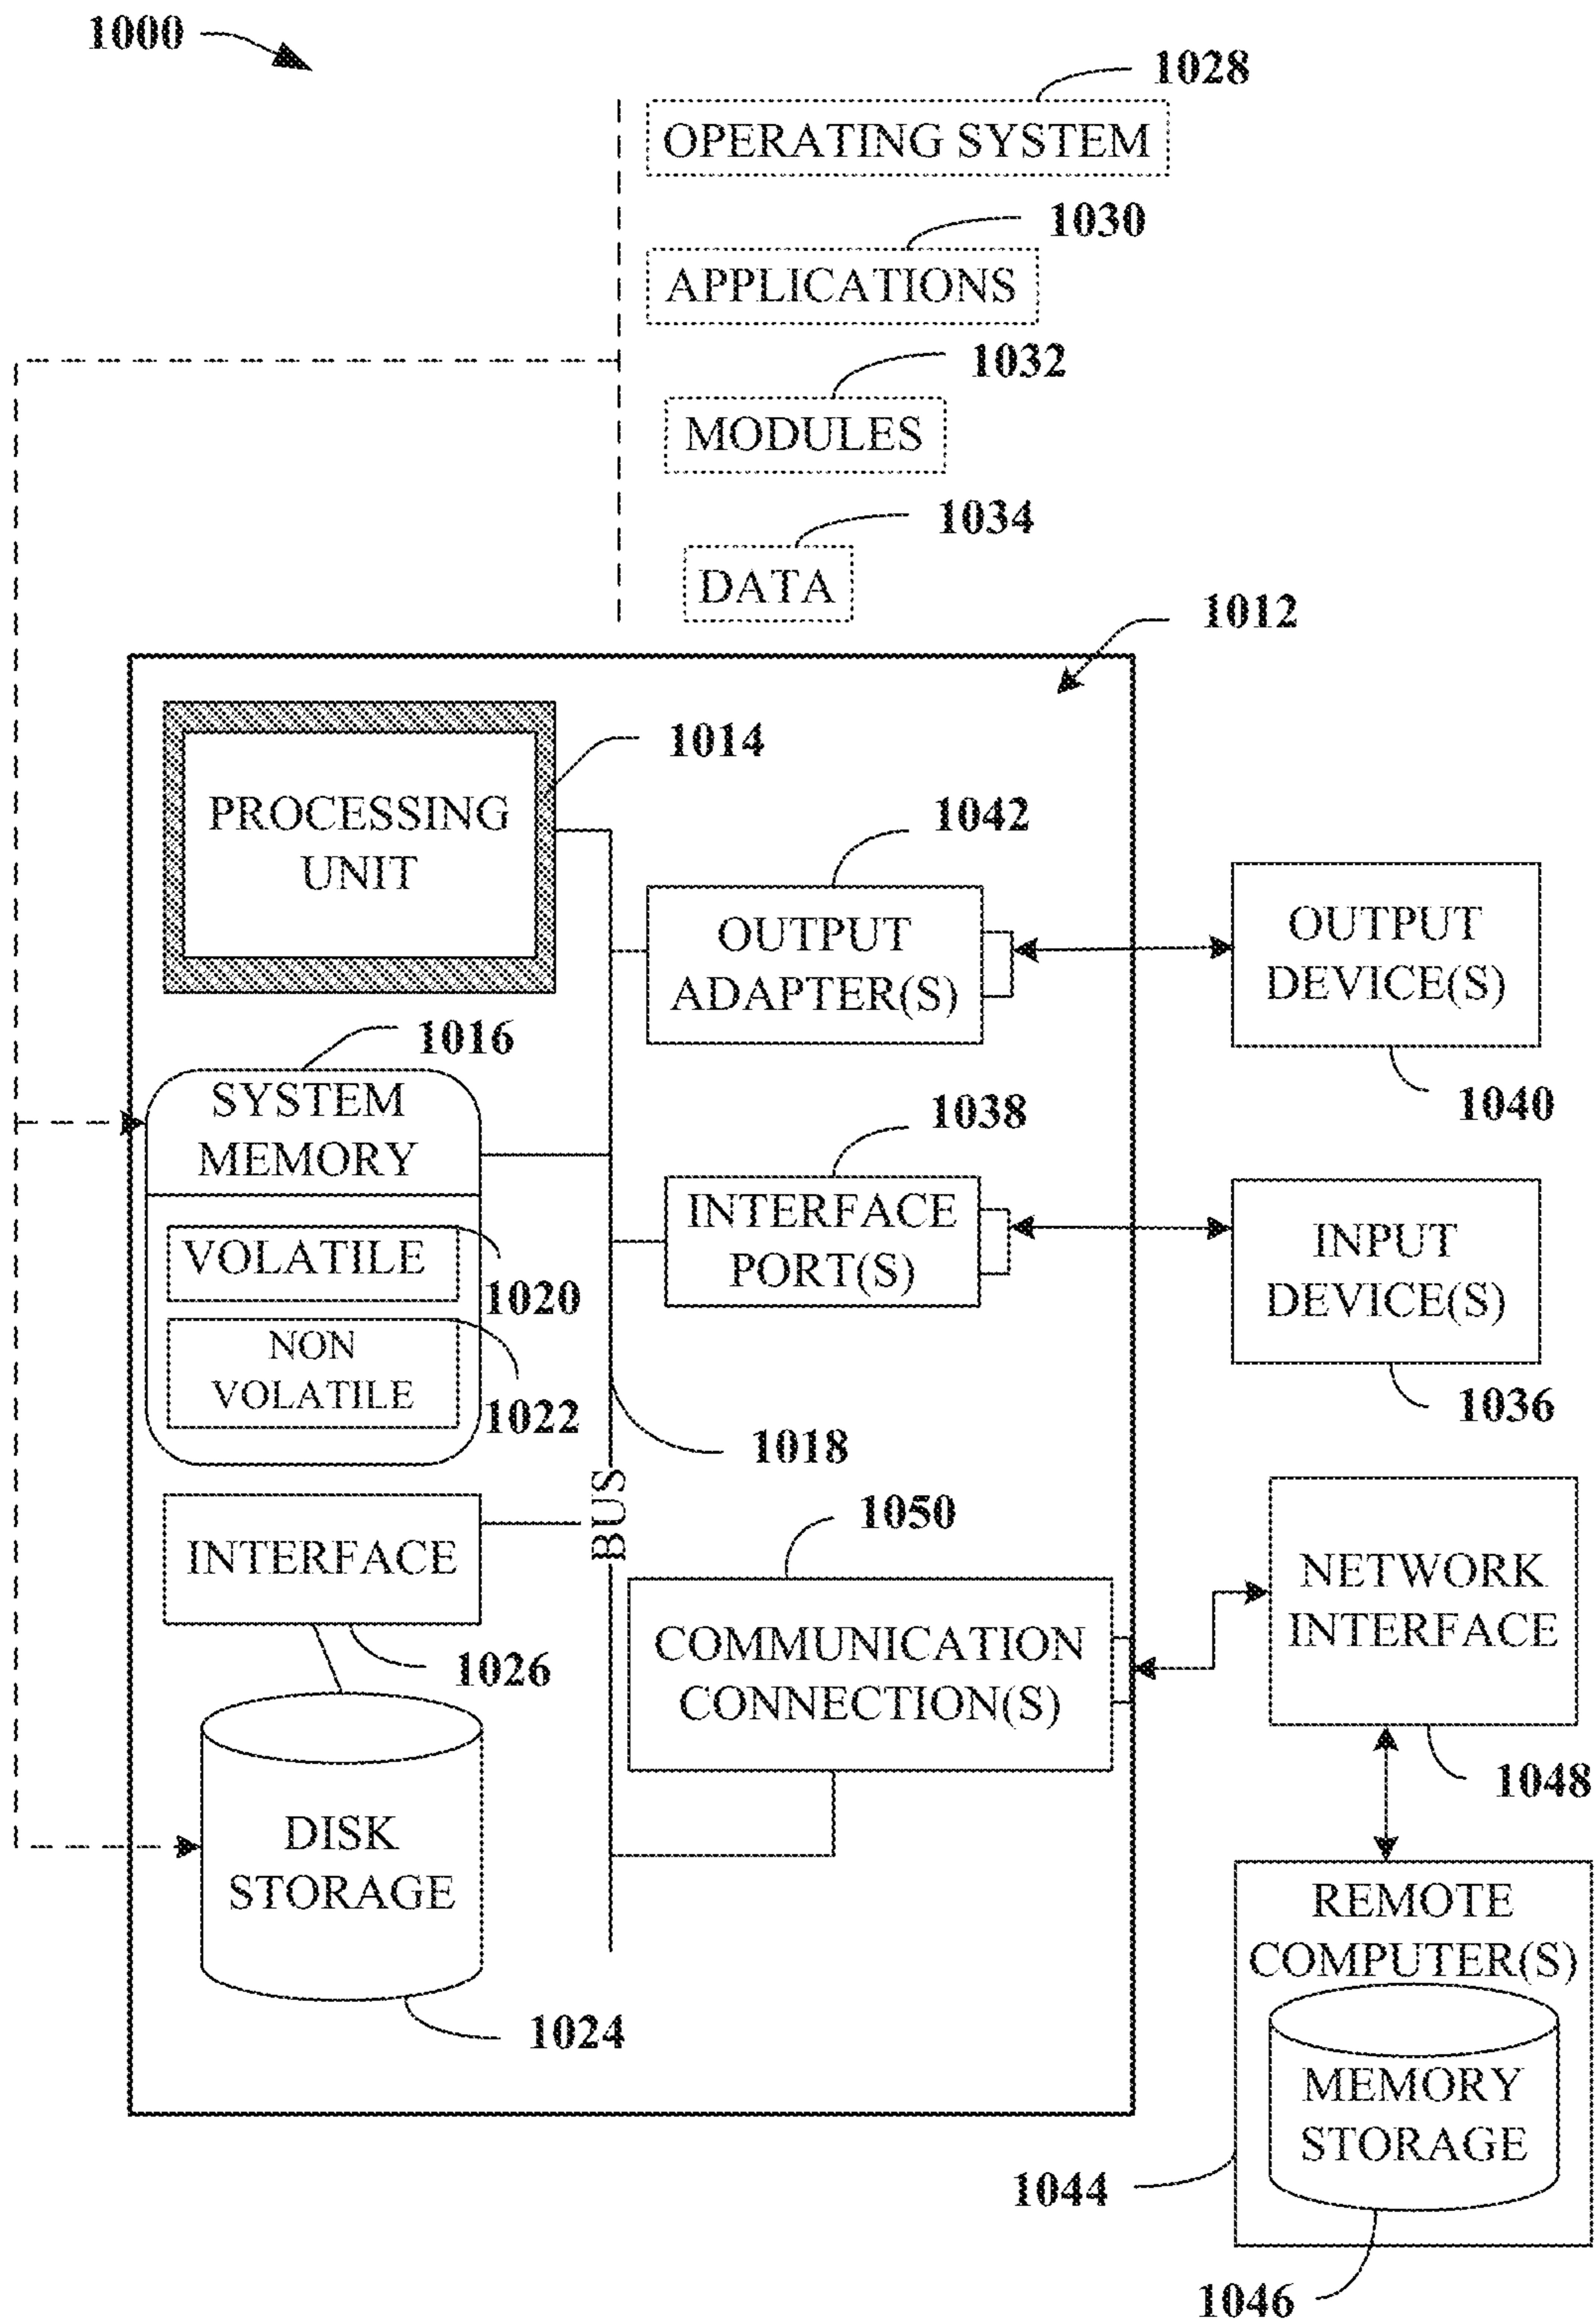 1000
1028
OPERATING SYSTEM
1030
APPLICATIONS
1032
MODULES
1034
DATA
1012
PROCESSING
UNIT
1014
1042
OUTPUT
ADAPTER(S)
OUTPUT
DEVICE(S)
1040
1016
SYSTEM
MEMORY
VOLATILE
1020
NON
VOLATILE
1022
1038
INTERFACE
PORT(S)
INPUT
DEVICE(S)
1036
1018
BUS
INTERFACE
1026
1050
COMMUNICATION
CONNECTION(S)
NETWORK
INTERFACE
1048
DISK
STORAGE
1024
REMOTE
COMPUTER(S)
MEMORY
STORAGE
1044
1046